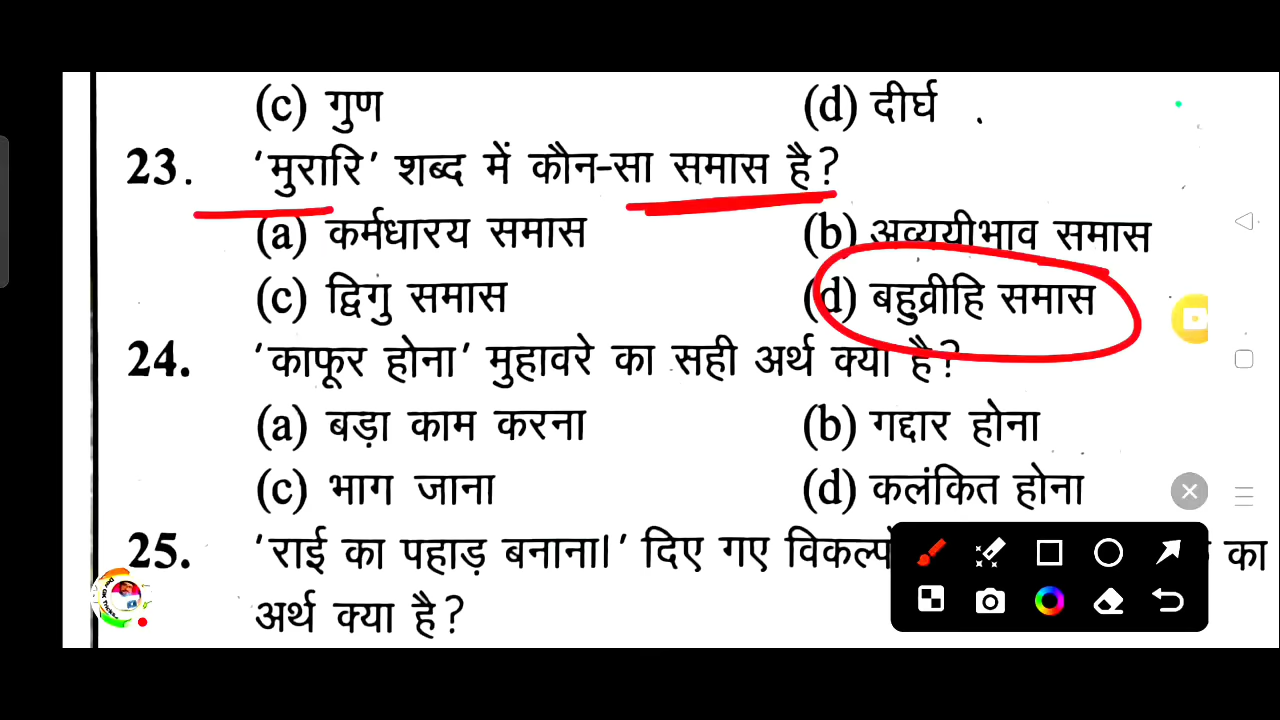 (c) गुण (d) दीर्घ
23. 'मुरारि' शब्द में कौन-सा समास है?
(a) कर्मधारय समास (b) अव्ययीभाव समास
(c) द्विगु समास (d) बहुव्रीहि समास
24. 'काफूर होना' मुहावरे का सही अर्थ क्या है?
(a) बड़ा काम करना (b) गद्दार होना
(c) भाग जाना (d) कलंकित होना
25. 'राई का पहाड़ बनाना।' दिए गए का
अर्थ क्या है?